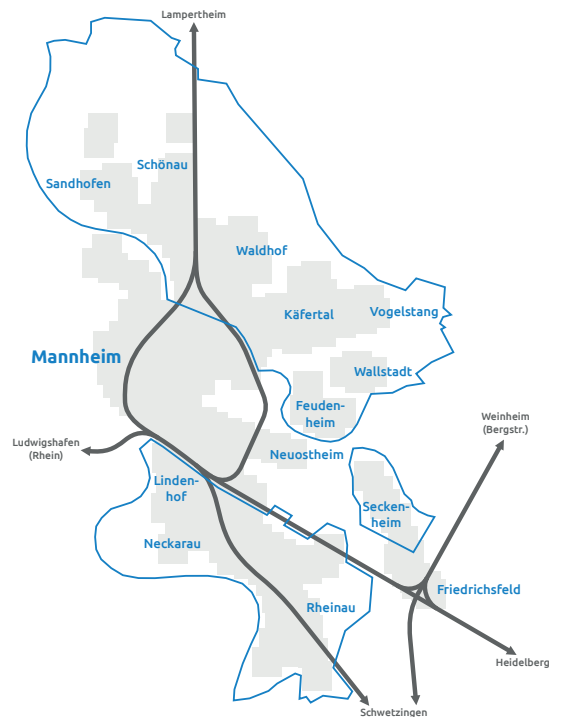 Lampertheim
Schönau
Sandhofen
Waldhof
Käfertal
Vogelstang
Mannheim
Wallstadt
Feuden-
heim
Weinheim
(Bergstr.)
Ludwigshafen
(Rhein)
Neuostheim
Linden-
hof
Secken-
heim
Neckarau
Friedrichsfeld
Rheinau
Heidelberg
Schwetzingen